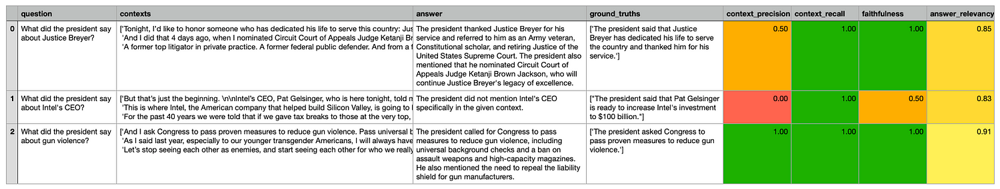 question contexts answer ground_truths context_precision context_recall faithfulness answer_relevancy
0
What did the president say
about Justice Breyer?
['Tonight, I'd like to honor someone who has dedicated his life to serve this country: Jus
'And I did that 4 days ago, when I nominated Circuit Court of Appeals Judge Ketanji Br
'A former top litigator in private practice. A former federal public defender. And from a f
The president thanked Justice Breyer for his
service and referred to him as an Army veteran,
Constitutional scholar, and retiring Justice of the
United States Supreme Court. The president also
mentioned that he nominated Circuit Court of
Appeals Judge Ketanji Brown Jackson, who will
continue Justice Breyer's legacy of excellence.
['The president said that Justice
Breyer has dedicated his life to serve
the country and thanked him for his
service.']
0.50 1.00 1.00 0.85
1
What did the president say
about Intel's CEO?
['But that's just the beginning. \n\nIntel's CEO, Pat Gelsinger, who is here tonight, told m
'This is where Intel, the American company that helped build Silicon Valley, is going to l
'For the past 40 years we were told that if we gave tax breaks to those at the very top,
The president did not mention Intel's CEO
specifically in the given context.
["The president said that Pat Gelsinger
is ready to increase Intel's investment
to $100 billion."]
0.00 1.00 0.50 0.83
2
What did the president say
about gun violence?
['And I ask Congress to pass proven measures to reduce gun violence. Pass universal b
'As I said last year, especially to our younger transgender Americans, I will always have
'Let's stop seeing each other as enemies, and start seeing each other for who we really
The president called for Congress to pass
measures to reduce gun violence, including
universal background checks and a ban on
assault weapons and high-capacity magazines.
He also mentioned the need to repeal the liability
shield for gun manufacturers.
['The president asked Congress to
pass proven measures to reduce gun
violence.']
1.00 1.00 1.00 0.91